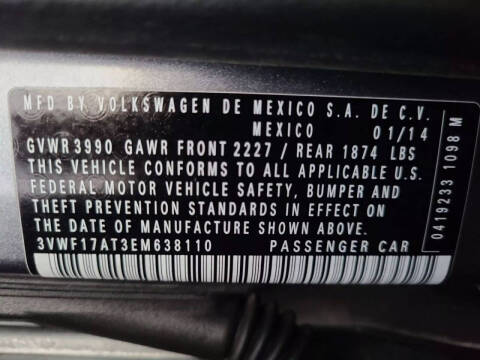 MFD BY VOLKSWAGEN DE MEXICO S.A. DE C.V.
MEXICO 01/14
GVWR 3990 GAWR FRONT 2227 / REAR 1874 LBS
THIS VEHICLE CONFORMS TO ALL APPLICABLE
FEDERAL MOTOR VEHICLE SAFETY, BUMPER AND
THEFT PREVENTION STANDARDS IN EFFECT ON
THE DATE OF MANUFACTURE SHOWN ABOVE.
3VWF17AT3EM638110 PASSENGER CAR
0419233 1098 M